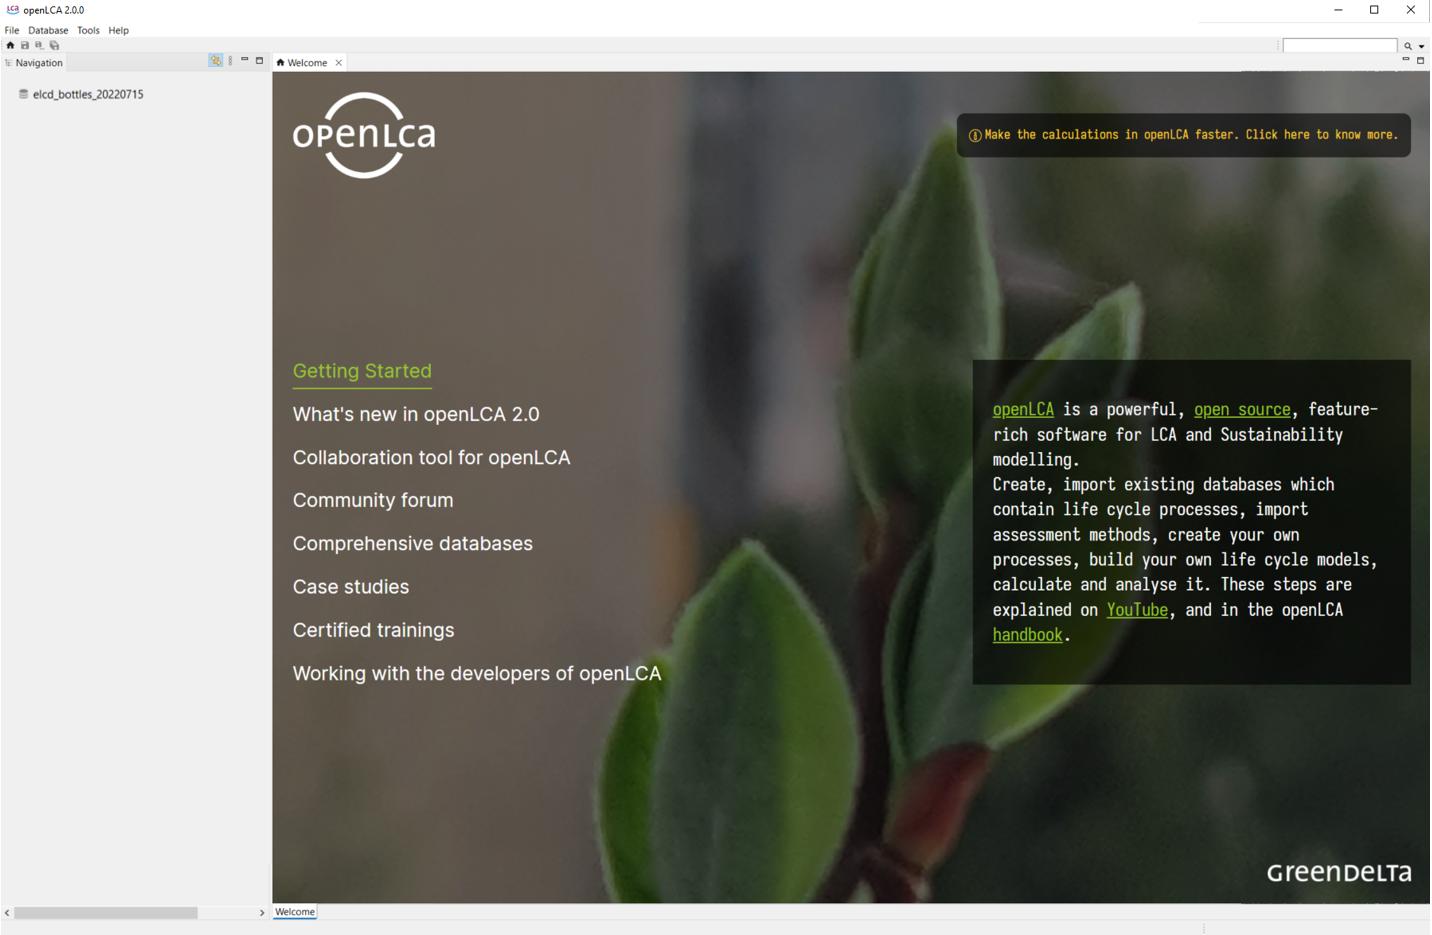 LCA openLCA 2.0.0
File Database Tools Help
Navigation
Welcome
elcd_bottles_20220715
openLCa
Make the calculations in openLCA faster. Click here to know more.
Getting Started
What's new in openLCA 2.0
Collaboration tool for openLCA
Community forum
Comprehensive databases
Case studies
Certified trainings
Working with the developers of openLCA
openLCA is a powerful, open source, feature-
rich software for LCA and Sustainability
modelling.
Create, import existing databases which
contain life cycle processes, import
assessment methods, create your own
processes, build your own life cycle models,
calculate and analyse it. These steps are
explained on YouTube, and in the openLCA
handbook.
GreenDelta
Welcome